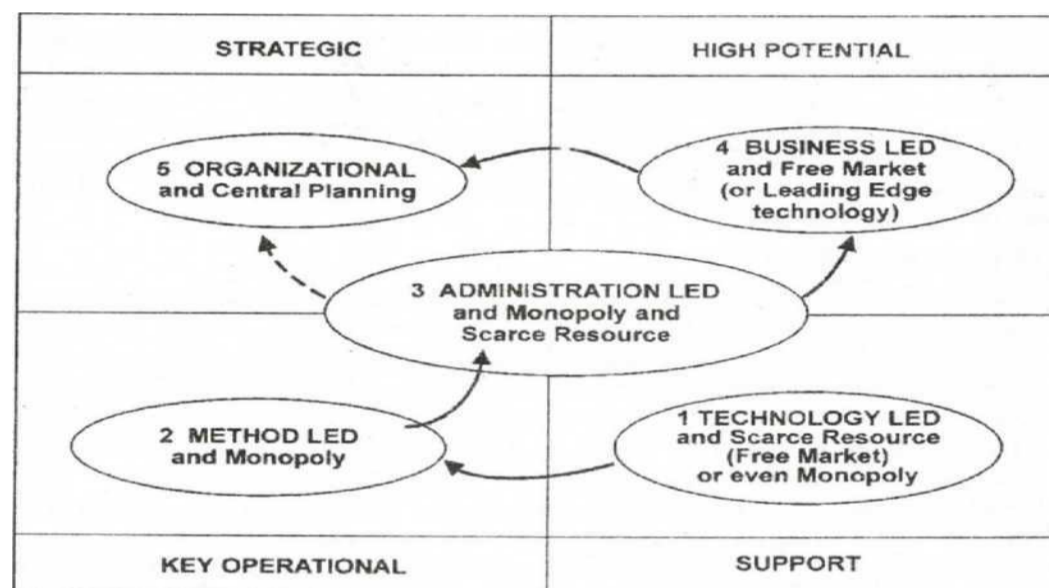 STRATEGIC
HIGH POTENTIAL
5 ORGANIZATIONAL
and Central Planning
4 BUSINESS LED
and Free Market
(or Leading Edge
technology)
3 ADMINISTRATION LED
and Monopoly and
Scarce Resource
2 METHOD LED
and Monopoly
1 TECHNOLOGY LED
and Scarce Resource
(Free Market)
or even Monopoly
KEY OPERATIONAL
SUPPORT